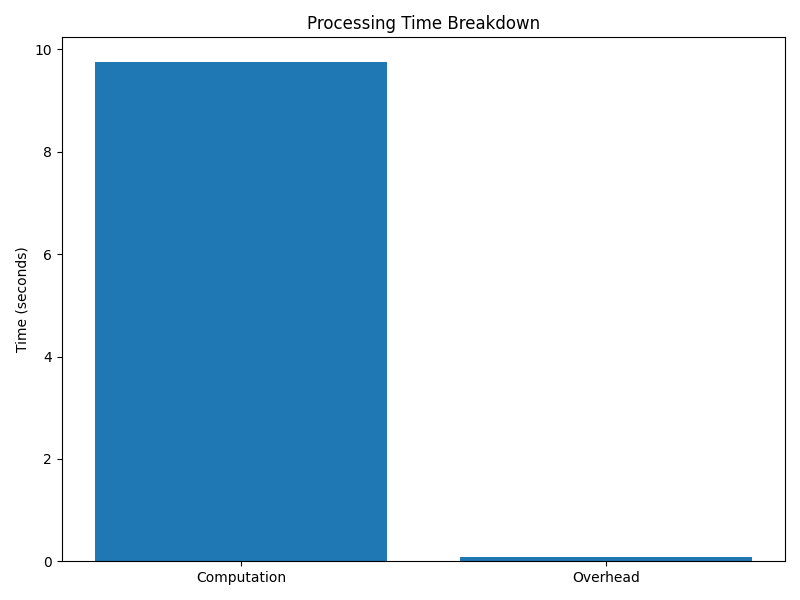 Processing Time Breakdown
10
8
6
4
2
0
Time (seconds)
Computation
Overhead